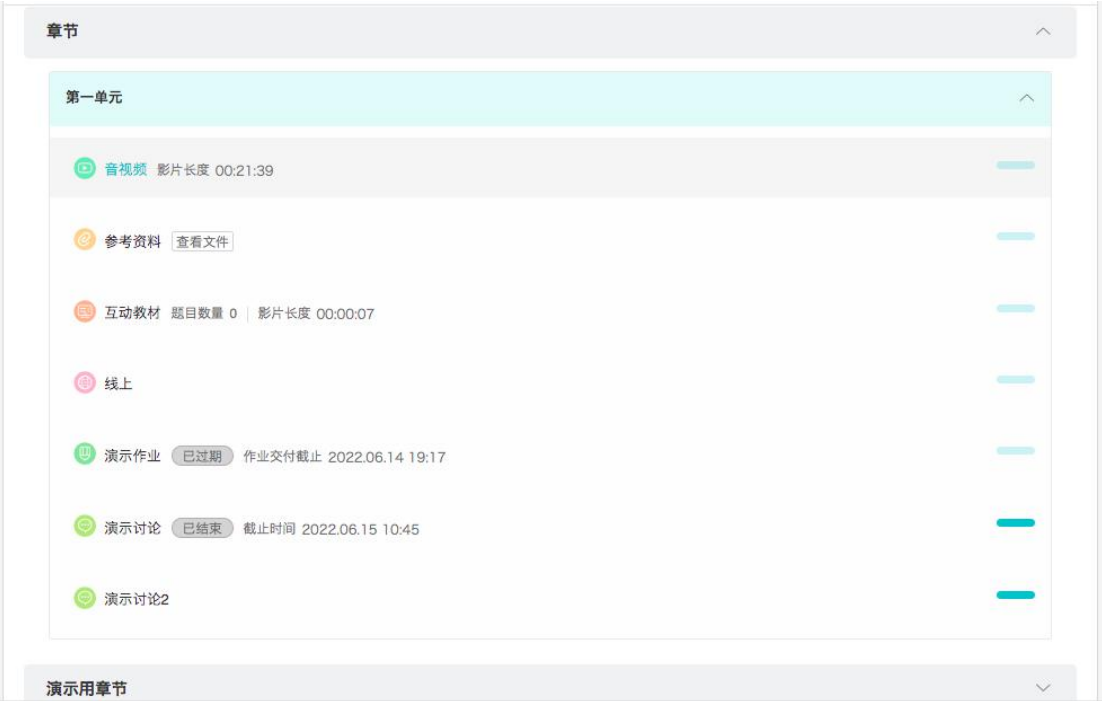 章节
第一单元
音视频 影片长度 00:21:39
参考资料 查看文件
互动教材 题目数量 0 影片长度 00:00:07
线上
演示作业 已过期 作业交付截止 2022.06.14 19:17
演示讨论 已结束 截止时间 2022.06.15 10:45
演示讨论2
演示用章节